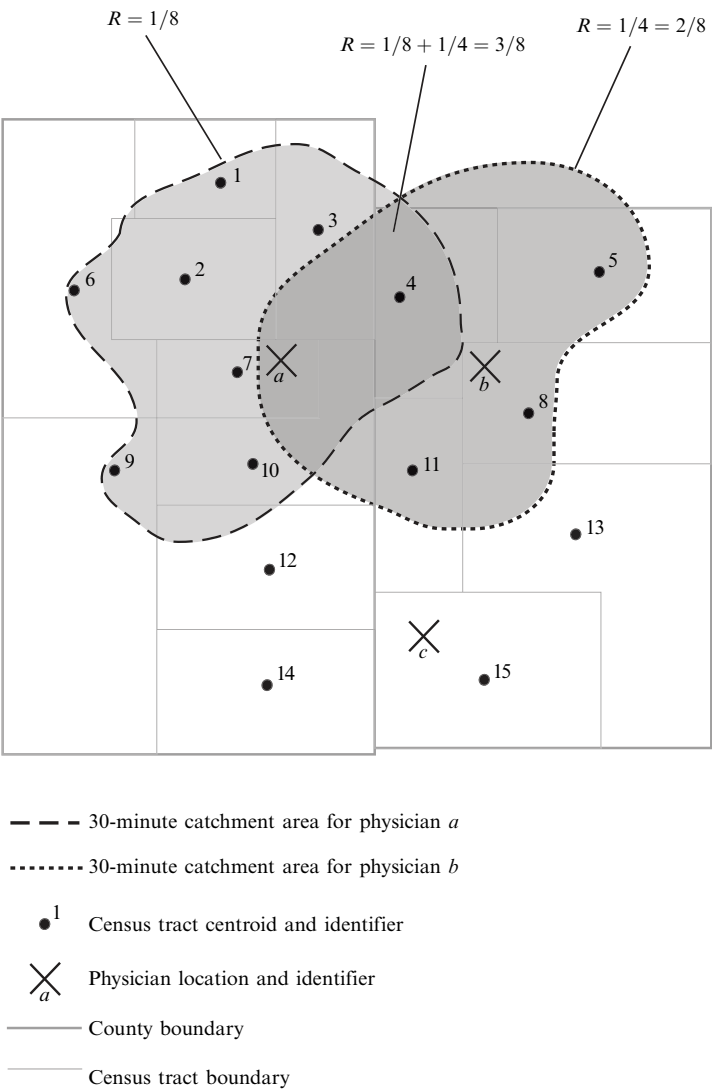 R = 1/8
R = 1/8 + 1/4 = 3/8
R = 1/4 = 2/8
1
3
2
6
4
5
7
a
b
8
9
10
11
12
13
c
14
15
30-minute catchment area for physician a
30-minute catchment area for physician b
1
Census tract centroid and identifier
a
Physician location and identifier
County boundary
Census tract boundary